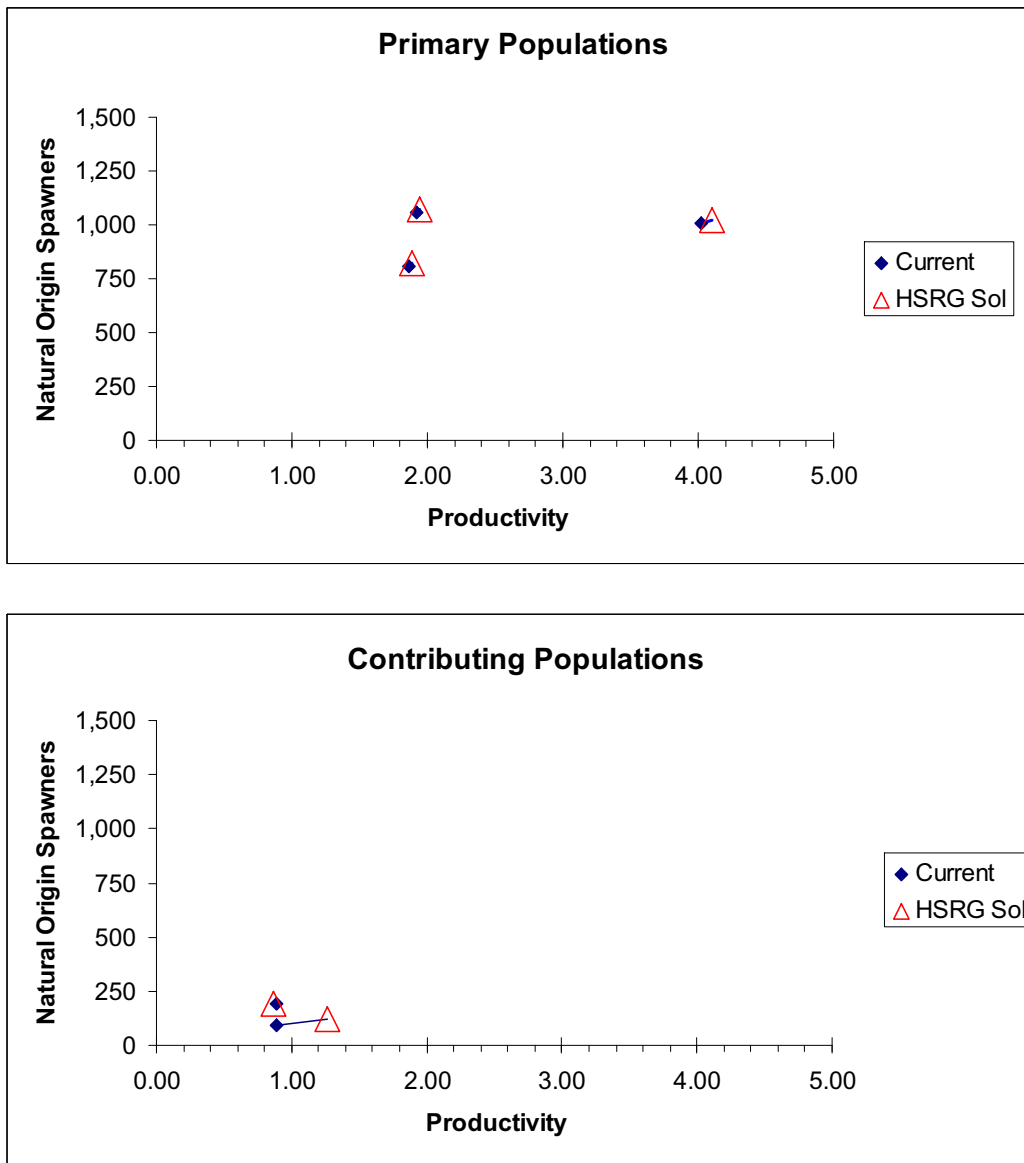 Primary Populations
Natural Origin Spawners
1,500
1,250
1,000
750
500
250
0
0.00 1.00 2.00 3.00 4.00 5.00
Productivity
Current
HSRG Sol
Contributing Populations
Natural Origin Spawners
1,500
1,250
1,000
750
500
250
0
0.00 1.00 2.00 3.00 4.00 5.00
Productivity
Current
HSRG Sol